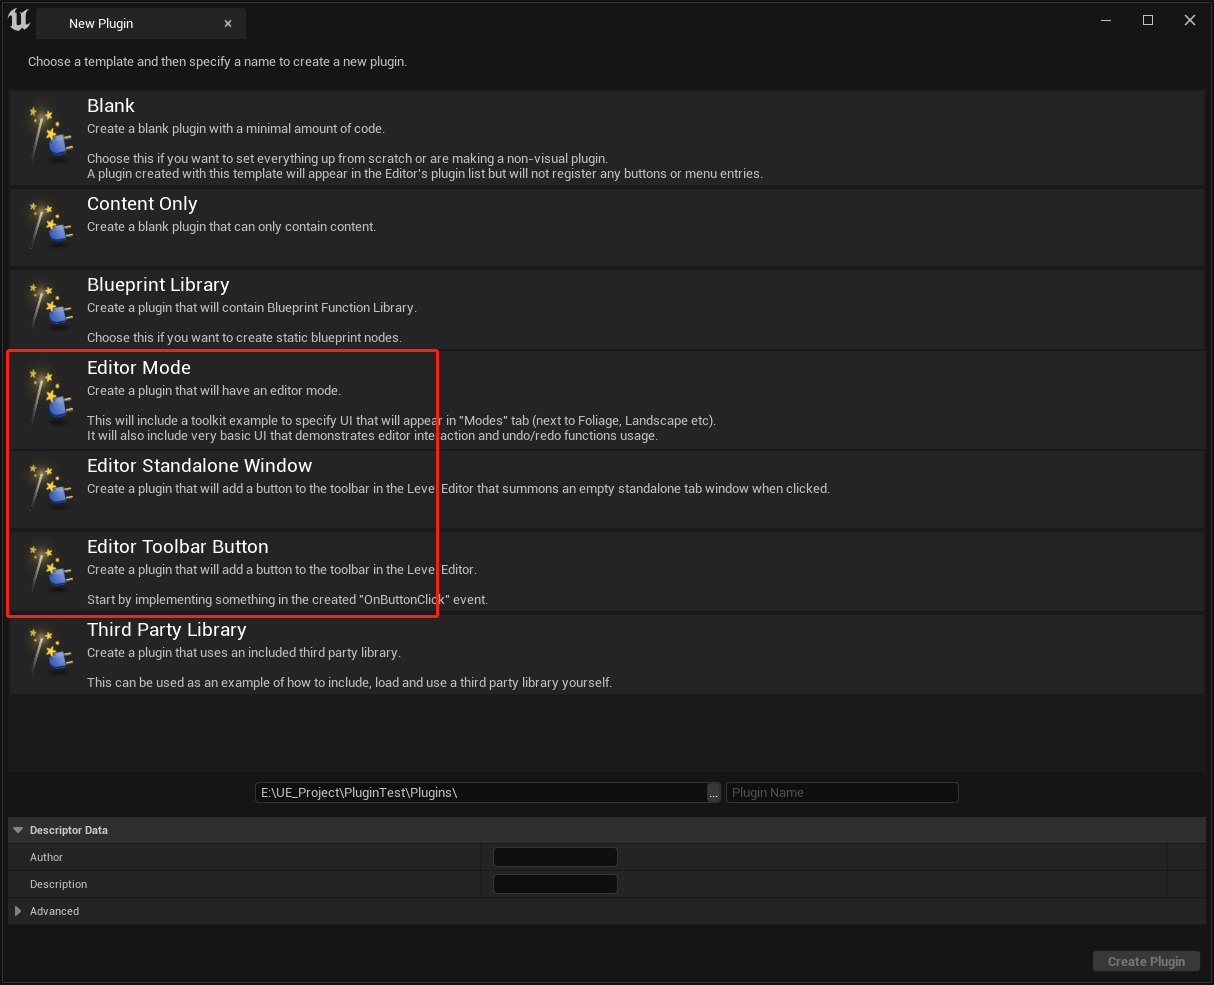 New Plugin
Choose a template and then specify a name to create a new plugin.
Blank
Create a blank plugin with a minimal amount of code.
Choose this if you want to set everything up from scratch or are making a non-visual plugin.
A plugin created with this template will appear in the Editor's plugin list but will not register any buttons or menu entries.
Content Only
Create a blank plugin that can only contain content.
Blueprint Library
Create a plugin that will contain Blueprint Function Library.
Choose this if you want to create static blueprint nodes.
Editor Mode
Create a plugin that will have an editor mode.
This will include a toolkit example to specify UI that will appear in "Modes" tab (next to Foliage, Landscape etc).
It will also include very basic UI that demonstrates editor interaction and undo/redo functions usage.
Editor Standalone Window
Create a plugin that will add a button to the toolbar in the Level Editor that summons an empty standalone tab window when clicked.
Editor Toolbar Button
Create a plugin that will add a button to the toolbar in the Level Editor.
Start by implementing something in the created "OnButtonClick" event.
Third Party Library
Create a plugin that uses an included third party library.
This can be used as an example of how to include, load and use a third party library yourself.
E:\UE_Project\PluginTest\Plugins\ ... Plugin Name
Descriptor Data
Author
Description
Advanced
Create Plugin